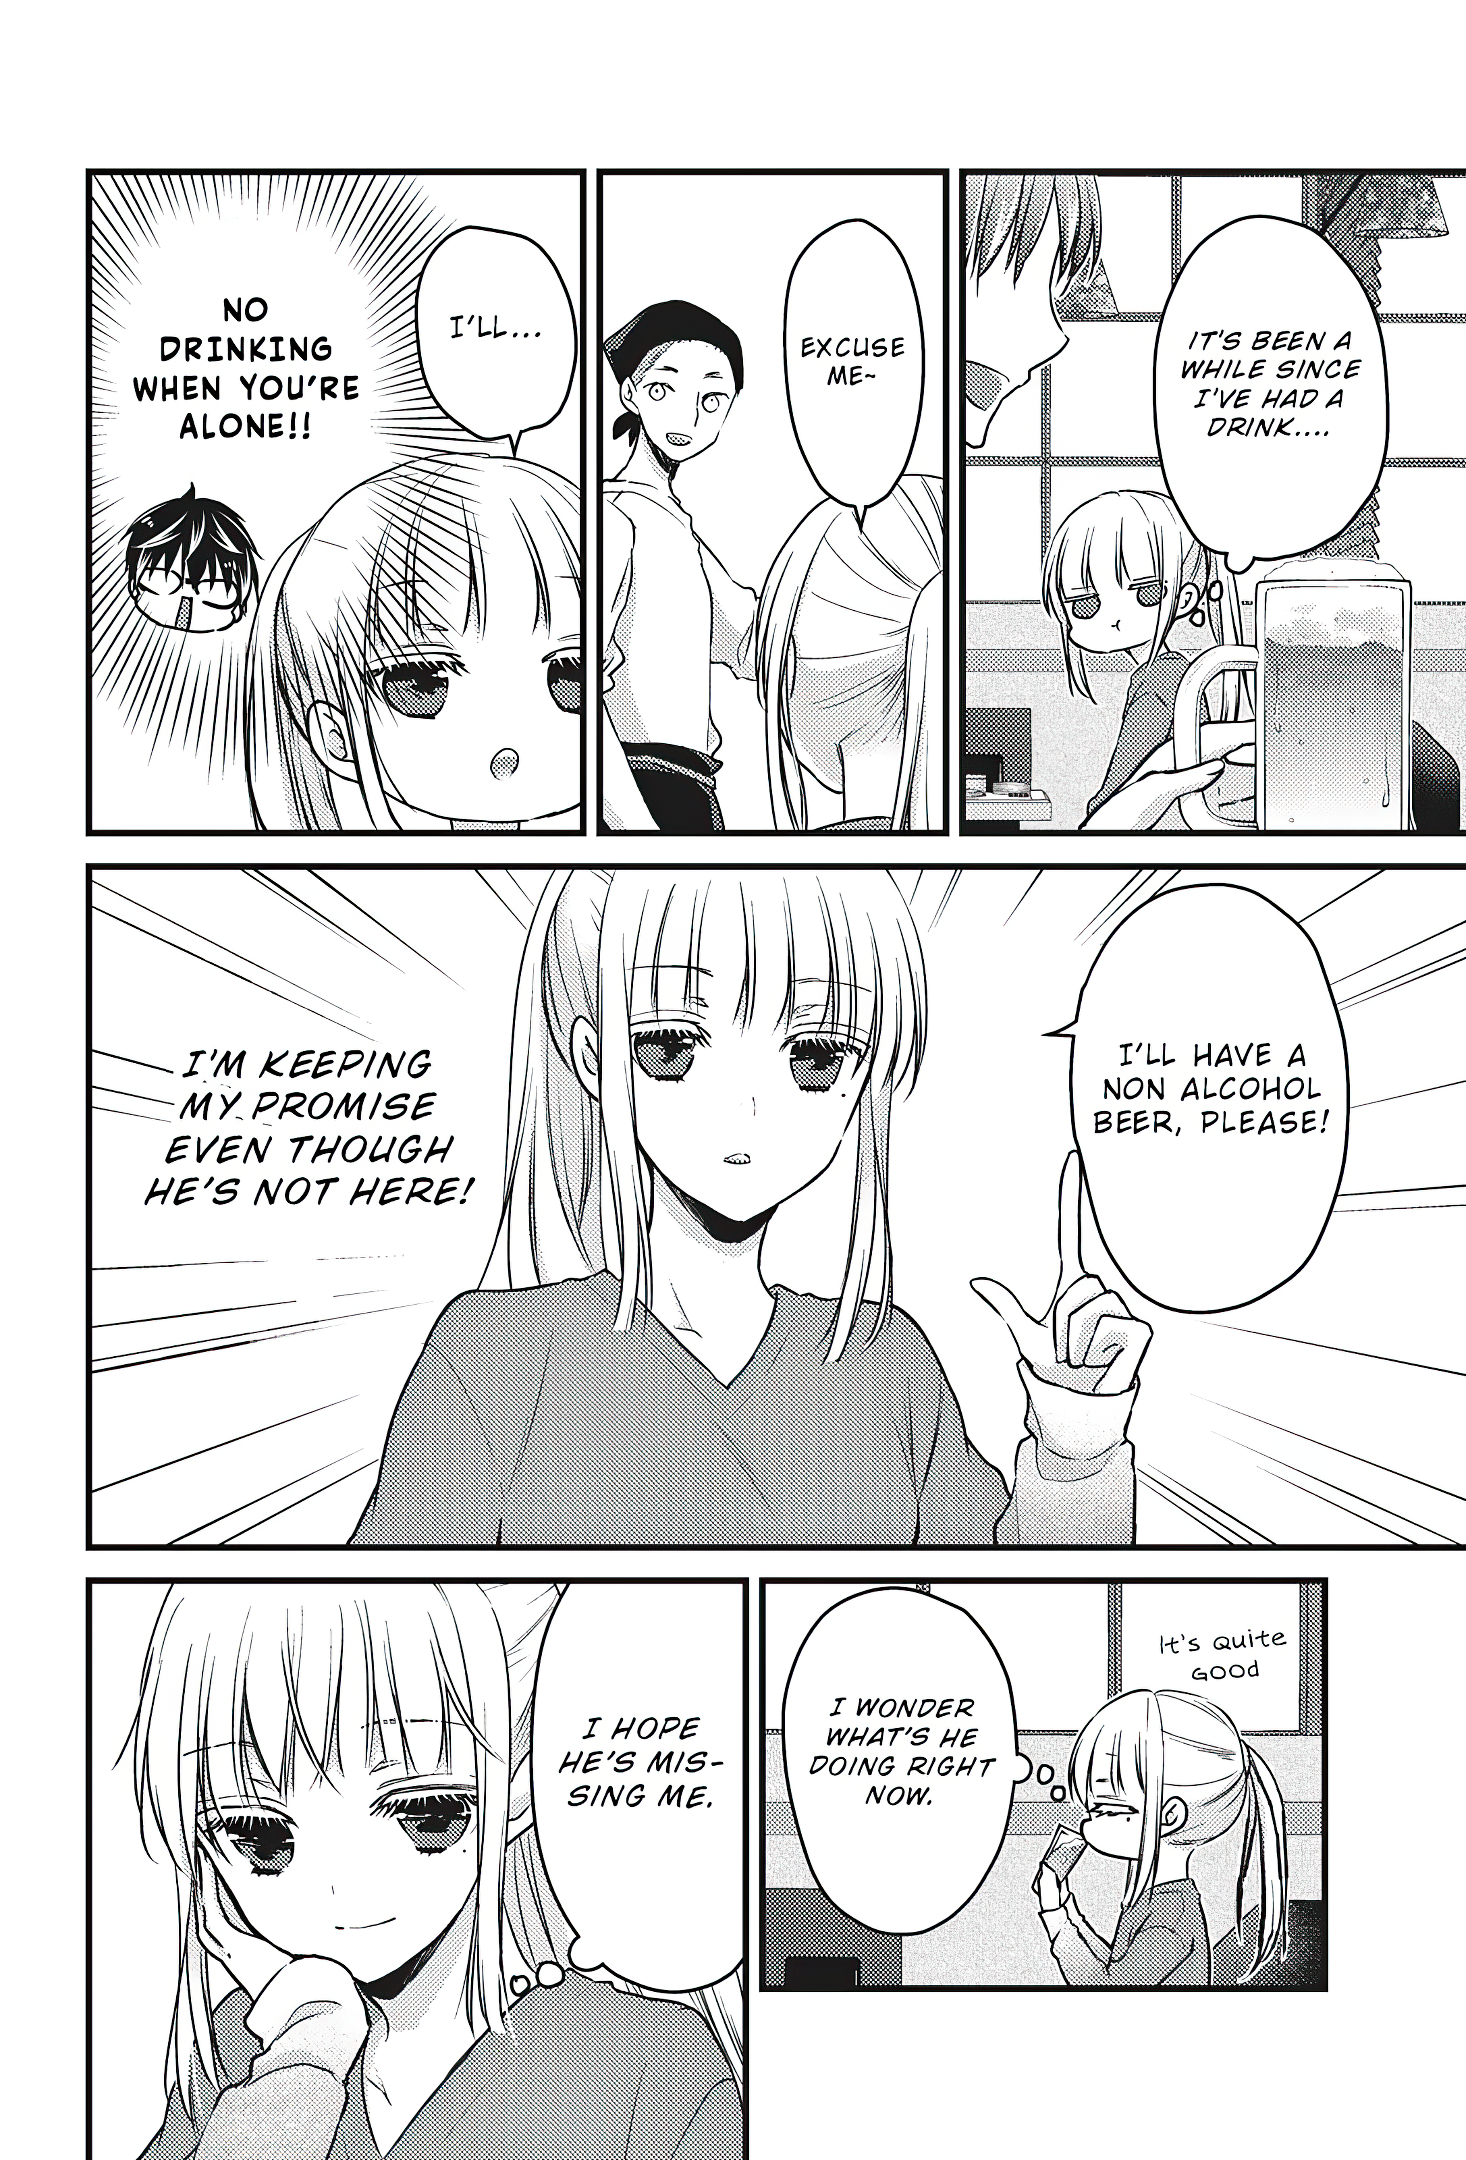 IT'S BEEN A
WHILE SINCE
I'VE HAD A
DRINK....
EXCUSE
ME~
I'LL...
NO
DRINKING
WHEN YOU'RE
ALONE!!
I'LL HAVE A
NON ALCOHOL
BEER, PLEASE!
I'M KEEPING
MY PROMISE
EVEN THOUGH
HE'S NOT HERE!
It's quite
GOOD
I WONDER
WHAT'S HE
DOING RIGHT
NOW.
I HOPE
HE'S MIS-
SING ME.